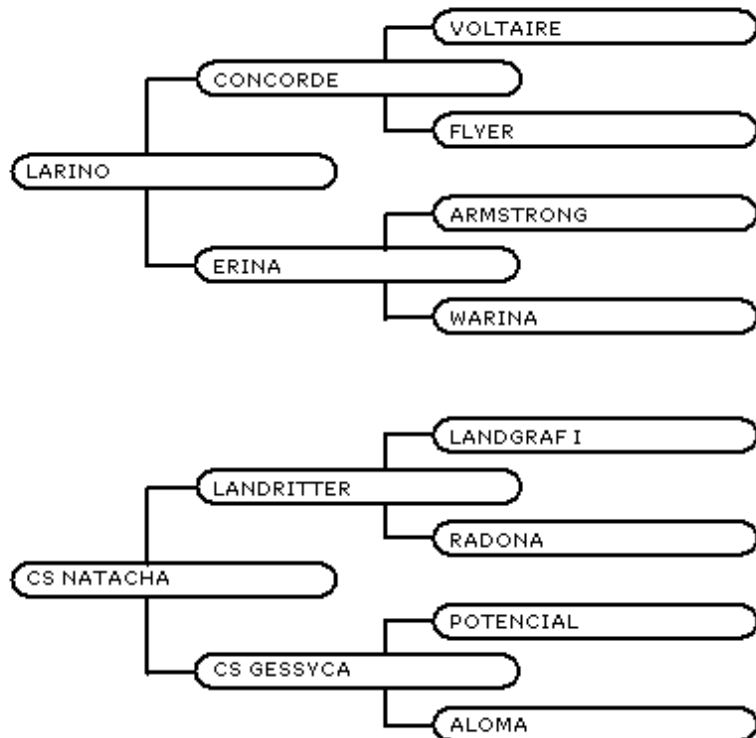 VOLTAIRE
CONCORDE
FLYER
LARINO
ARMSTRONG
ERINA
WARINA
LANDGRAF I
LANDRITTER
RADONA
CS NATACHA
POTENCIAL
CS GESSYCA
ALOMA